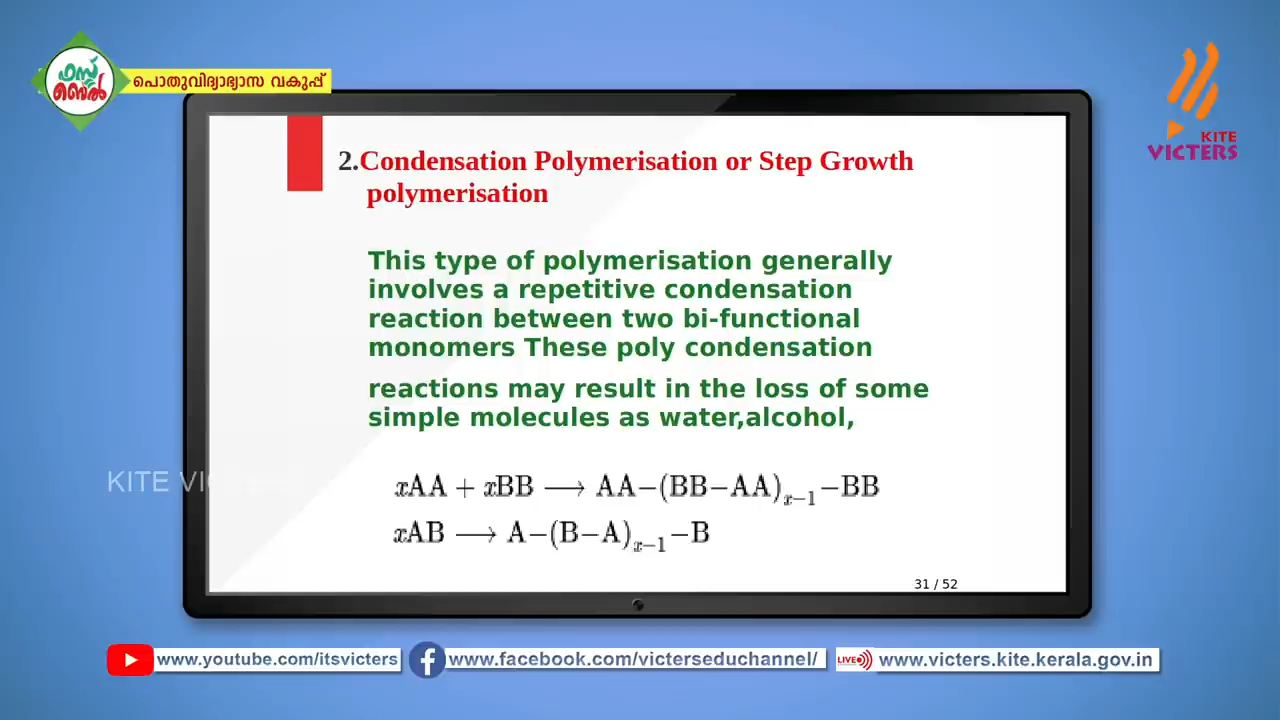 ഫസ്റ്റ്
ബെൽ
പൊതുവിദ്യാഭ്യാസ വകുപ്പ്
KITE
VICTERS
2.Condensation Polymerisation or Step Growth
polymerisation
This type of polymerisation generally
involves a repetitive condensation
reaction between two bi-functional
monomers These poly condensation
reactions may result in the loss of some
simple molecules as water,alcohol,
KITE VIC
xAA + xBB ⟶ AA−(BB−AA)x−1−BB
xAB ⟶ A−(B−A)x−1−B
31 / 52
www.youtube.com/itsvicters
www.facebook.com/victerseduchannel/
LIVE
www.victers.kite.kerala.gov.in